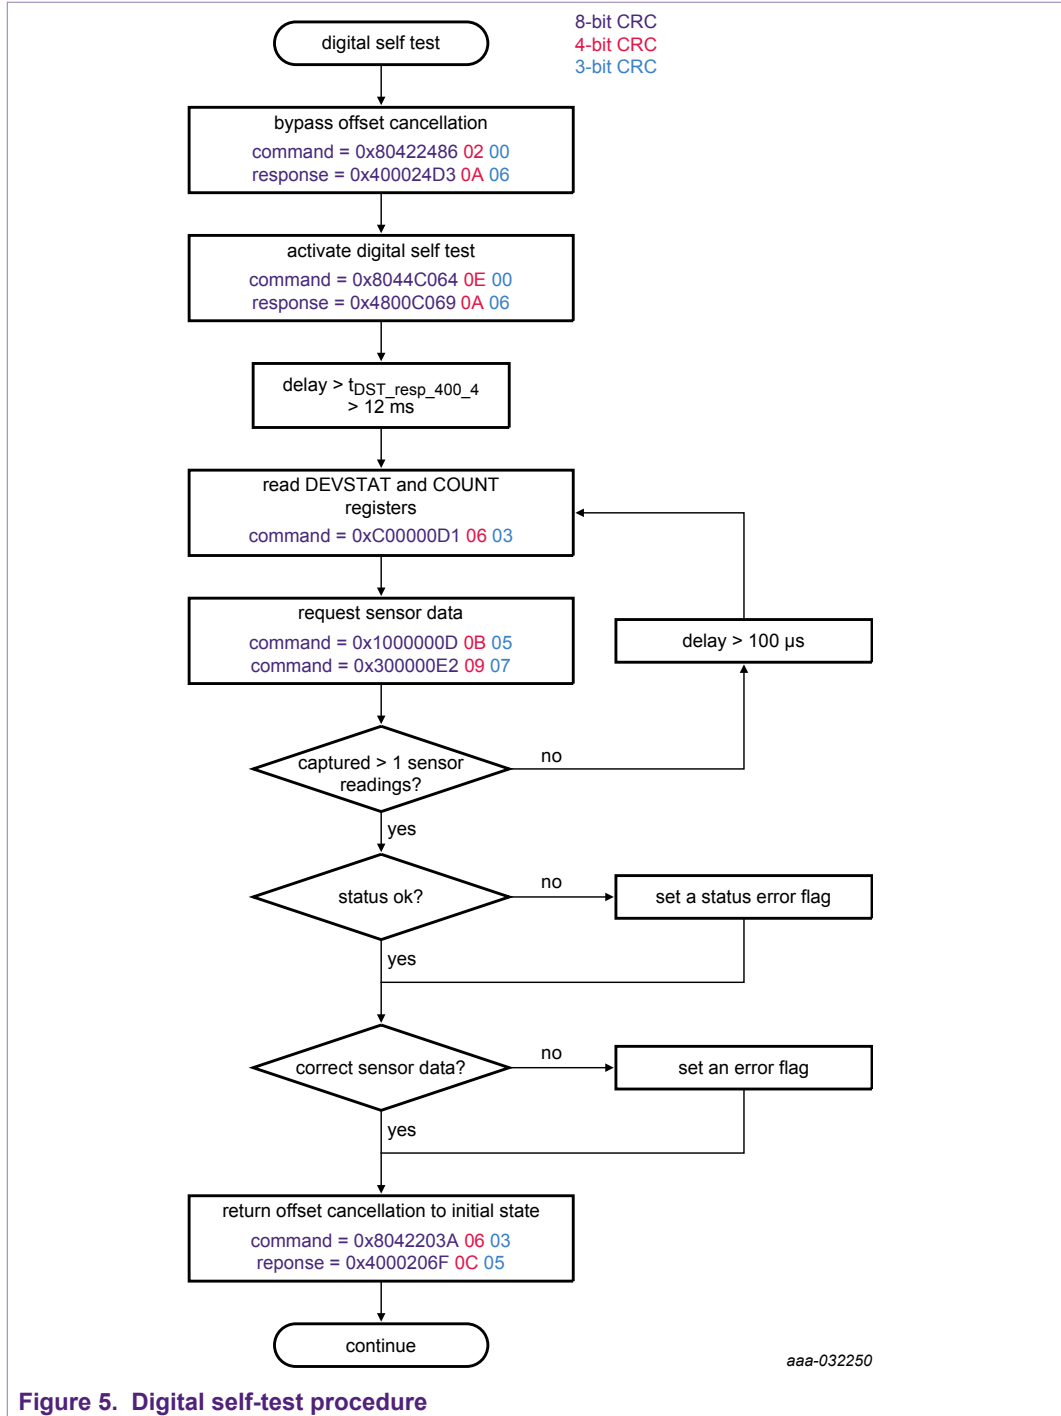 digital self test
8-bit CRC
4-bit CRC
3-bit CRC
bypass offset cancellation
command = 0x80422486 02 00
response = 0x400024D3 0A 06
activate digital self test
command = 0x8044C064 0E 00
response = 0x4800C069 0A 06
delay > tDST_resp_400_4
> 12 ms
read DEVSTAT and COUNT
registers
command = 0xC00000D1 06 03
request sensor data
command = 0x1000000D 0B 05
command = 0x300000E2 09 07
delay > 100 µs
captured > 1 sensor
readings?
no
yes
status ok?
no
set a status error flag
yes
correct sensor data?
no
set an error flag
yes
return offset cancellation to initial state
command = 0x8042203A 06 03
reponse = 0x4000206F 0C 05
continue
aaa-032250
Figure 5. Digital self-test procedure